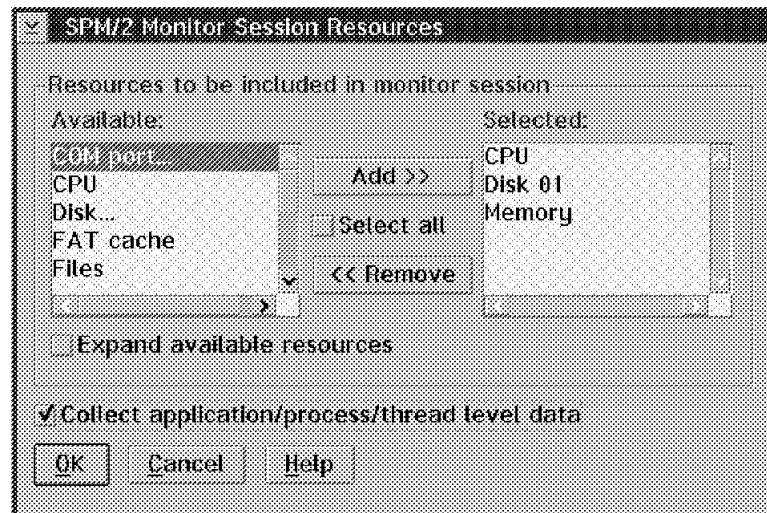 SPM/2 Monitor Session Resources
Resources to be included in monitor session
Available:
COM port...
CPU
Disk...
FAT cache
Files
Add >>
Select all
<< Remove
Selected:
CPU
Disk 01
Memory
Expand available resources
Collect application/process/thread level data
OK
Cancel
Help